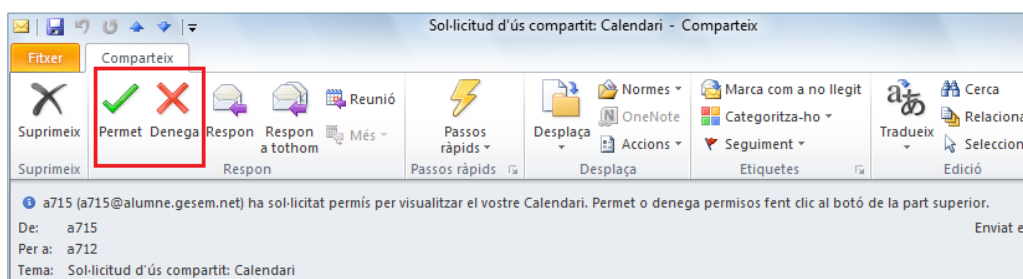 Sol·licitud d'ús compartit: Calendari - Comparteix
Fitxer Comparteix
Suprimeix Permet Denega Respon Respon a tothom Reunió Més Passos ràpids Desplaça Normes OneNote Accions Marca com a no llegit Categoritza-ho Seguiment Tradueix Cerca Relaciona Seleccion
Suprimeix Respon Passos ràpids Desplaça Etiquetes Edició
a715 (a715@alumne.gesem.net) ha sol·licitat permís per visualitzar el vostre Calendari. Permet o denega permisos fent clic al botó de la part superior.
De: a715 Enviat e
Per a: a712
Tema: Sol·licitud d'ús compartit: Calendari